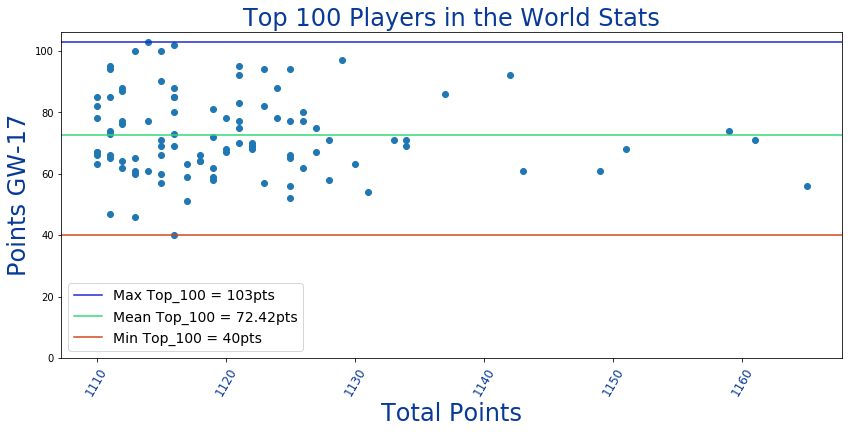 Top 100 Players in the World Stats
Points GW-17
100
80
60
40
20
0
Max Top_100 = 103pts
Mean Top_100 = 72.42pts
Min Top_100 = 40pts
1110 1120 1130 1140 1150 1160
Total Points